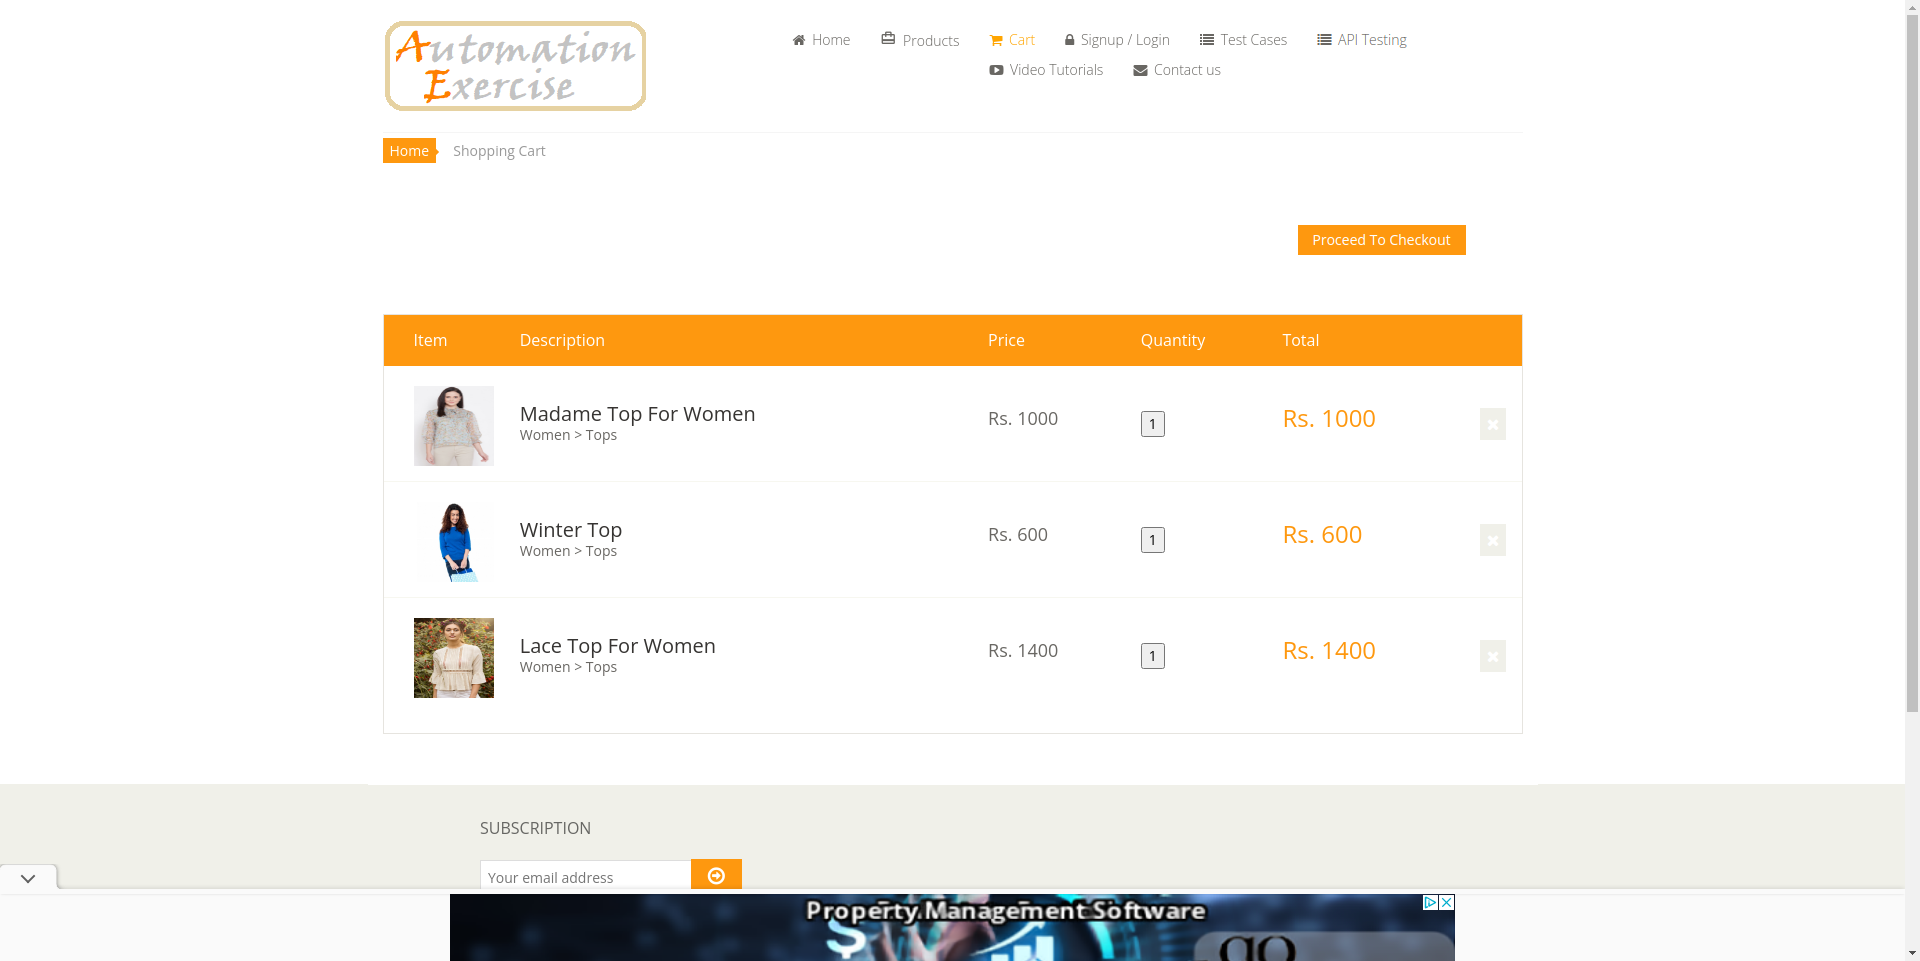 Automation
Exercise
Home
Products
Cart
Signup / Login
Test Cases
API Testing
Video Tutorials
Contact us
Home
Shopping Cart
Proceed To Checkout
Item Description Price Quantity Total
Madame Top For Women
Women > Tops
Rs. 1000
1
Rs. 1000
Winter Top
Women > Tops
Rs. 600
1
Rs. 600
Lace Top For Women
Women > Tops
Rs. 1400
1
Rs. 1400
SUBSCRIPTION
Your email address
Property Management Software